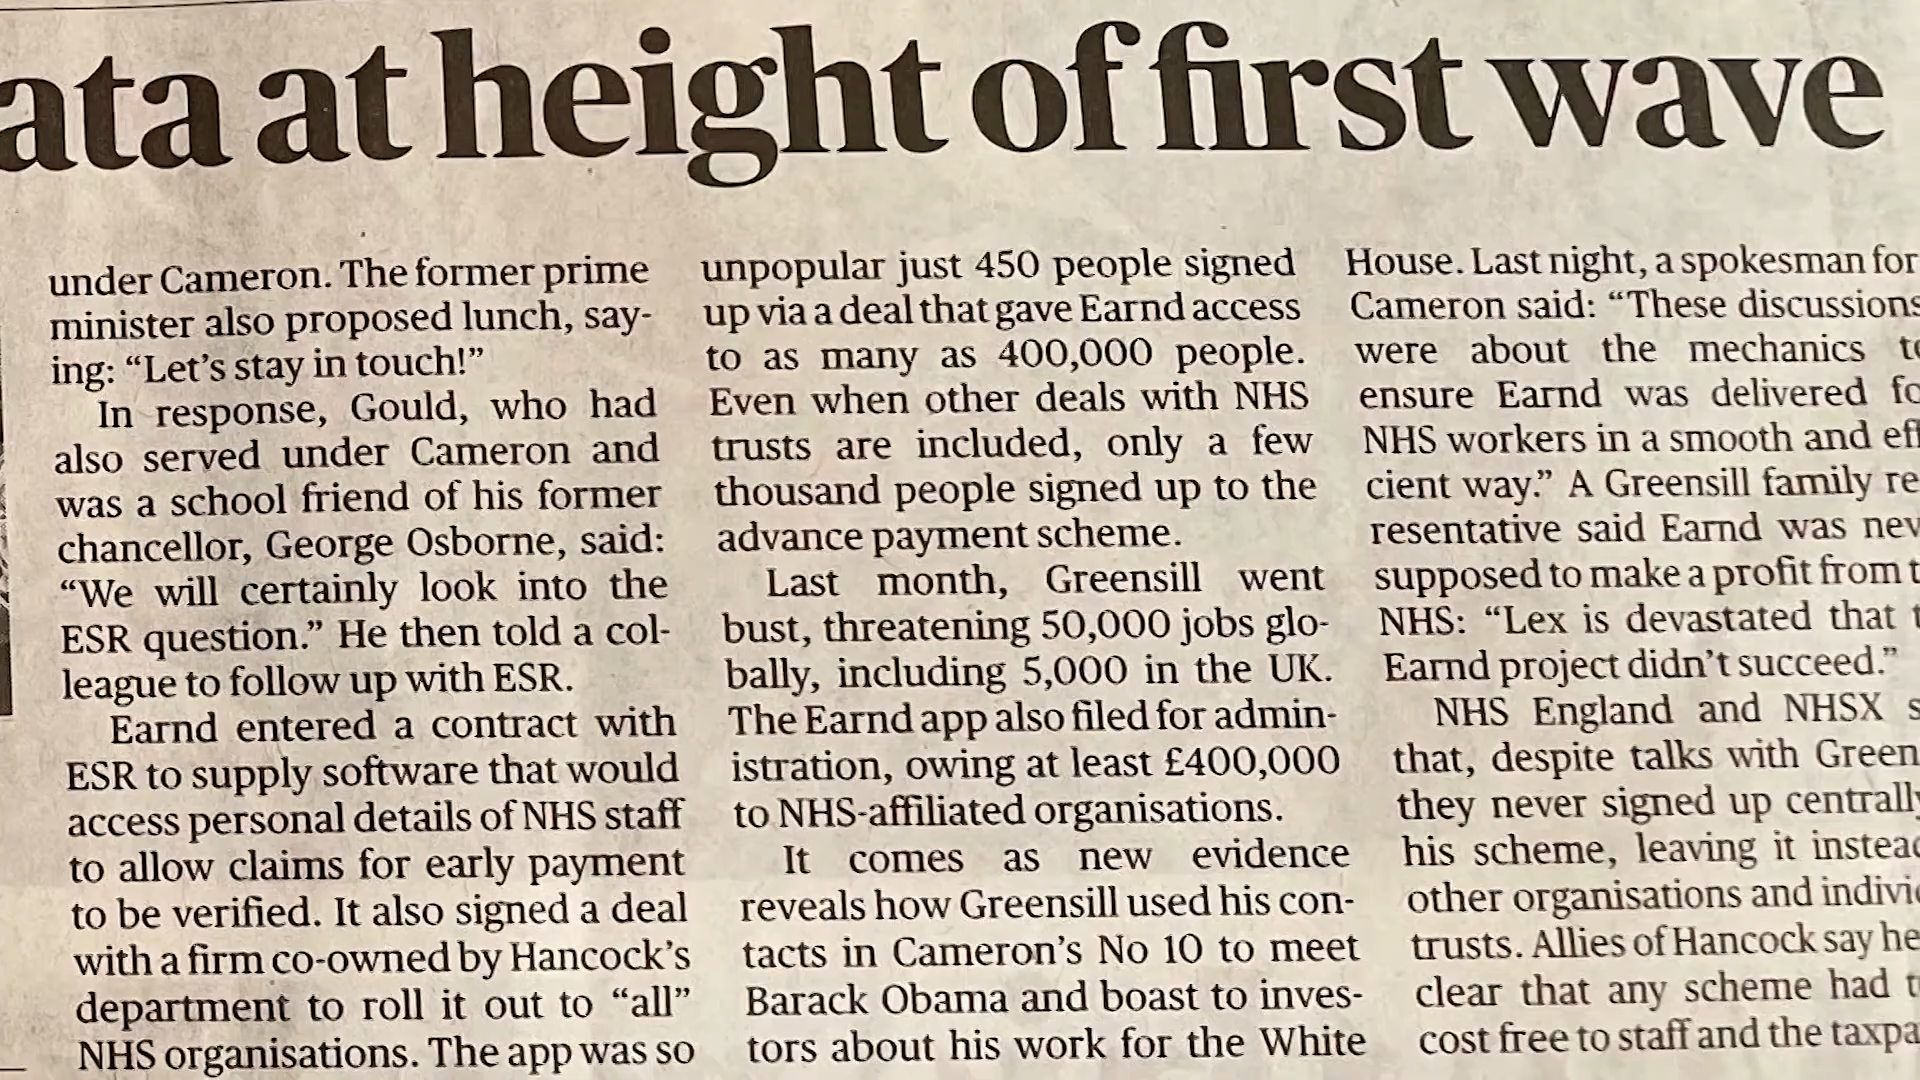 ata at height of first wave
under Cameron. The former prime
minister also proposed lunch, say-
ing: “Let’s stay in touch!”
In response, Gould, who had
also served under Cameron and
was a school friend of his former
chancellor, George Osborne, said:
“We will certainly look into the
ESR question.” He then told a col-
league to follow up with ESR.
Earnd entered a contract with
ESR to supply software that would
access personal details of NHS staff
to allow claims for early payment
to be verified. It also signed a deal
with a firm co-owned by Hancock’s
department to roll it out to “all”
NHS organisations. The app was so
unpopular just 450 people signed
up via a deal that gave Earnd access
to as many as 400,000 people.
Even when other deals with NHS
trusts are included, only a few
thousand people signed up to the
advance payment scheme.
Last month, Greensill went
bust, threatening 50,000 jobs glo-
bally, including 5,000 in the UK.
The Earnd app also filed for admin-
istration, owing at least £400,000
to NHS-affiliated organisations.
It comes as new evidence
reveals how Greensill used his con-
tacts in Cameron’s No 10 to meet
Barack Obama and boast to inves-
tors about his work for the White
House. Last night, a spokesman for
Cameron said: “These discussions
were about the mechanics
ensure Earnd was delivered
NHS workers in a smooth and
cient way.” A Greensill family re
resentative said Earnd was nev
supposed to make a profit from
NHS: “Lex is devastated that
Earnd project didn’t succeed.”
NHS England and NHSX
that, despite talks with Green
they never signed up centrally
his scheme, leaving it instead
other organisations and indivi
trusts. Allies of Hancock say he
clear that any scheme had
cost free to staff and the taxpa